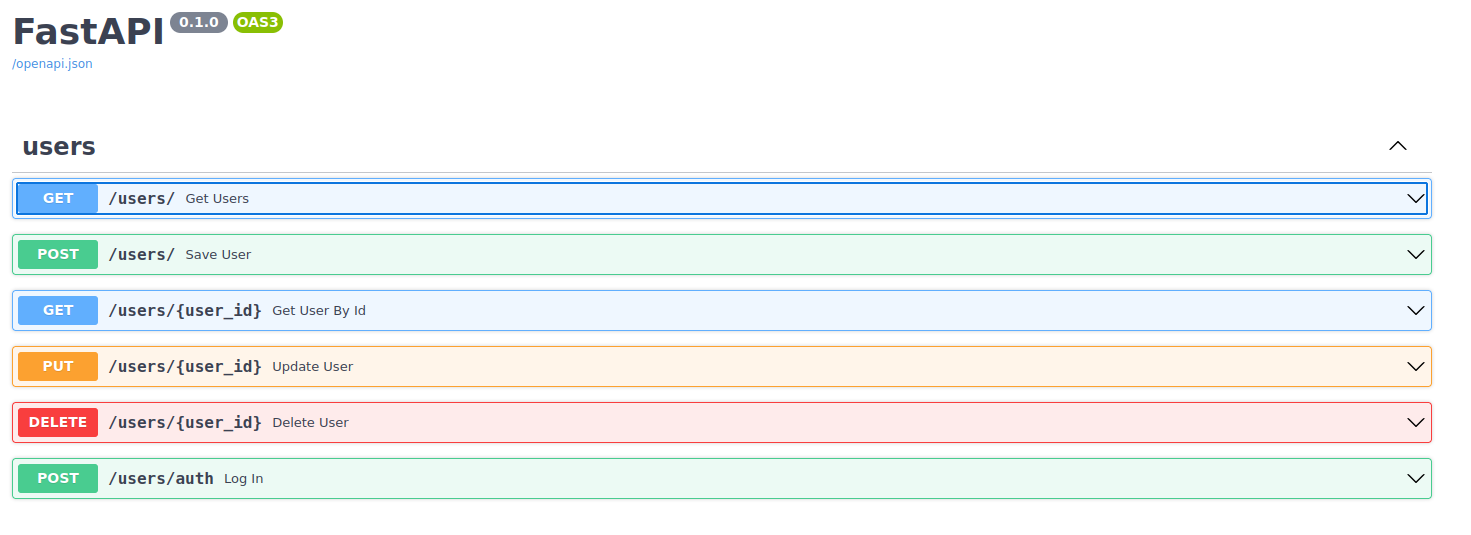 FastAPI 0.1.0 OAS3
/openapi.json
users
GET /users/ Get Users
POST /users/ Save User
GET /users/{user_id} Get User By Id
PUT /users/{user_id} Update User
DELETE /users/{user_id} Delete User
POST /users/auth Log In